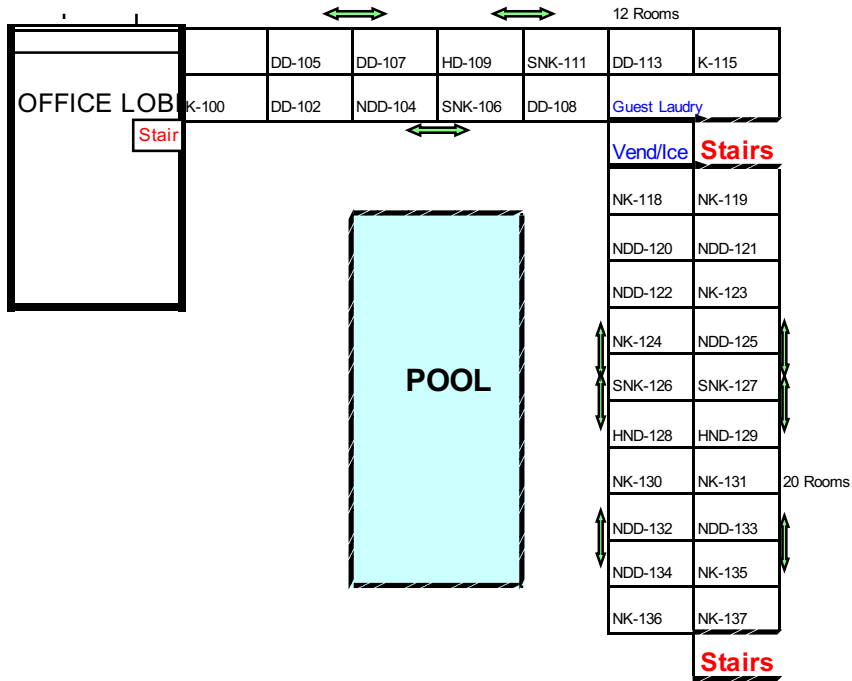 12 Rooms
DD-105 DD-107 HD-109 SNK-111 DD-113 K-115
OFFICE LOB K-100 DD-102 NDD-104 SNK-106 DD-108 Guest Laudry
Stair
Vend/Ice Stairs
NK-118 NK-119
NDD-120 NDD-121
NDD-122 NK-123
NK-124 NDD-125
POOL
SNK-126 SNK-127
HND-128 HND-129
NK-130 NK-131 20 Rooms
NDD-132 NDD-133
NDD-134 NK-135
NK-136 NK-137
Stairs